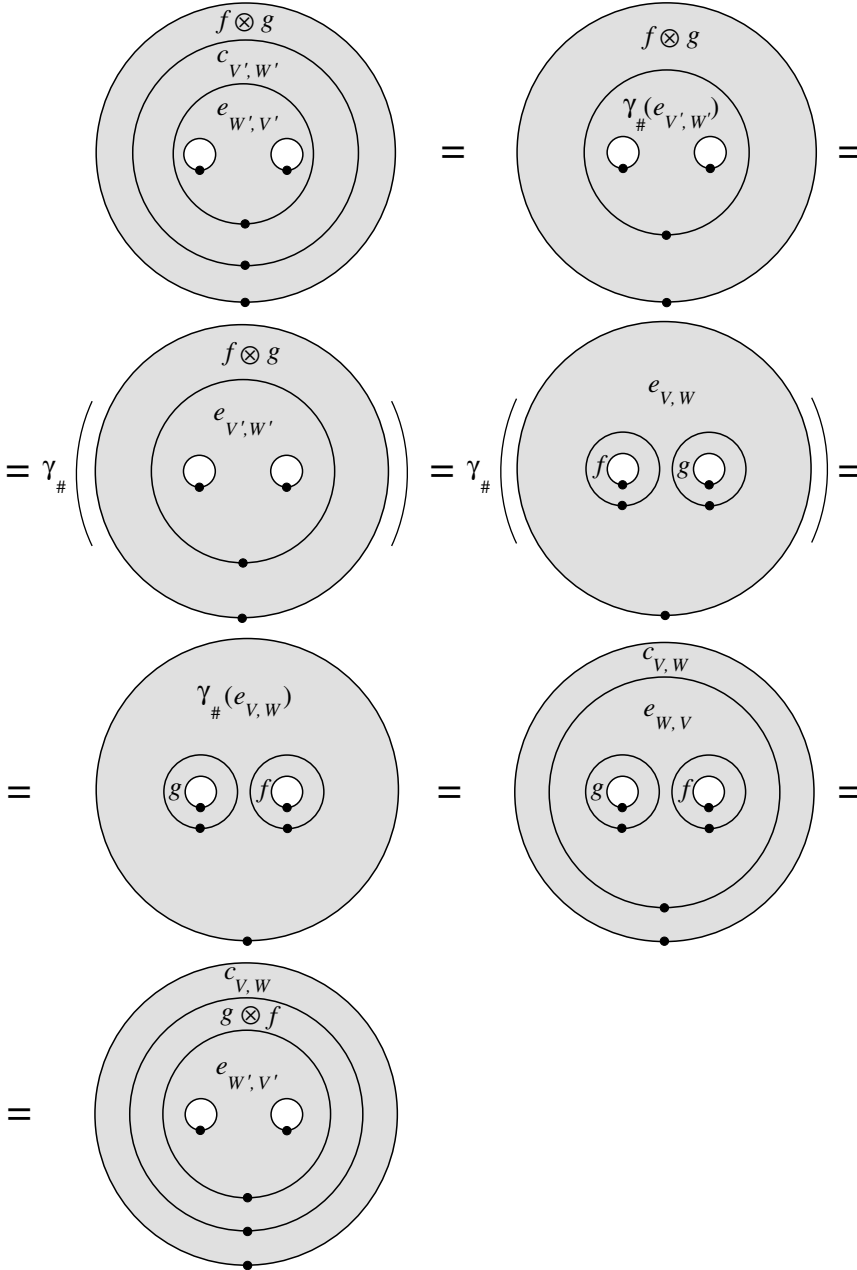 f ⊗ g f ⊗ g
c_{V',W'}
e_{W',V'} = γ_#(e_{V',W'}) =
f ⊗ g
e_{V',W'} e_{V,W}
= γ_# ( ) = γ_# ( f g ) =
c_{V,W}
γ_#(e_{V,W}) e_{W,V}
= g f = g f =
c_{V,W}
g ⊗ f
e_{W',V'}
=